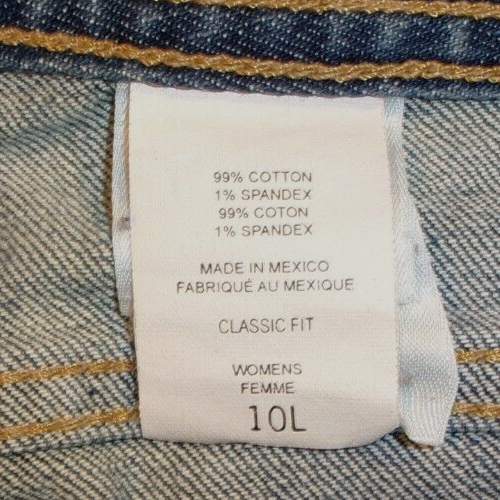 99% COTTON
1% SPANDEX
99% COTON
1% SPANDEX
MADE IN MEXICO
FABRIQUÉ AU MEXIQUE
CLASSIC FIT
WOMENS
FEMME
10L